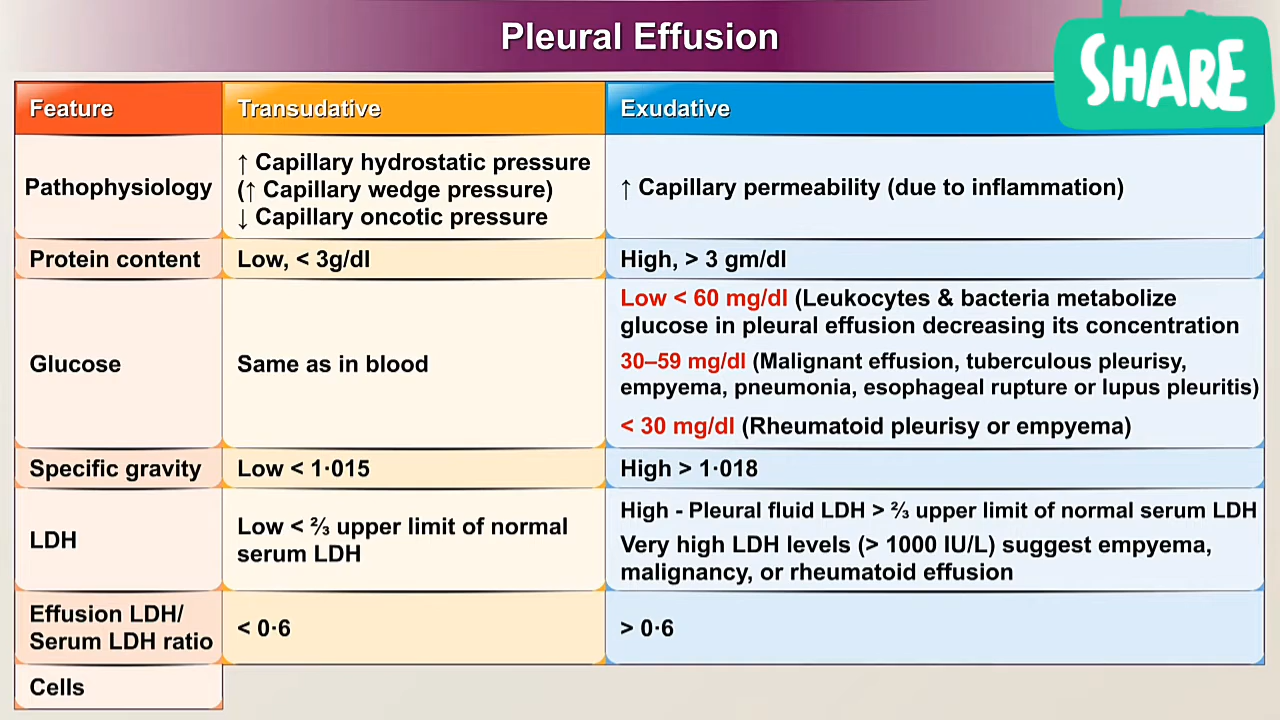 Pleural Effusion
SHARE
Feature
Transudative
Exudative
Pathophysiology
↑ Capillary hydrostatic pressure
(↑ Capillary wedge pressure)
↓ Capillary oncotic pressure
↑ Capillary permeability (due to inflammation)
Protein content
Low, < 3g/dl
High, > 3 gm/dl
Glucose
Same as in blood
Low < 60 mg/dl (Leukocytes & bacteria metabolize
glucose in pleural effusion decreasing its concentration
30–59 mg/dl (Malignant effusion, tuberculous pleurisy,
empyema, pneumonia, esophageal rupture or lupus pleuritis)
< 30 mg/dl (Rheumatoid pleurisy or empyema)
Specific gravity
Low < 1·015
High > 1·018
LDH
Low < ⅔ upper limit of normal
serum LDH
High - Pleural fluid LDH > ⅔ upper limit of normal serum LDH
Very high LDH levels (> 1000 IU/L) suggest empyema,
malignancy, or rheumatoid effusion
Effusion LDH/
Serum LDH ratio
< 0·6
> 0·6
Cells